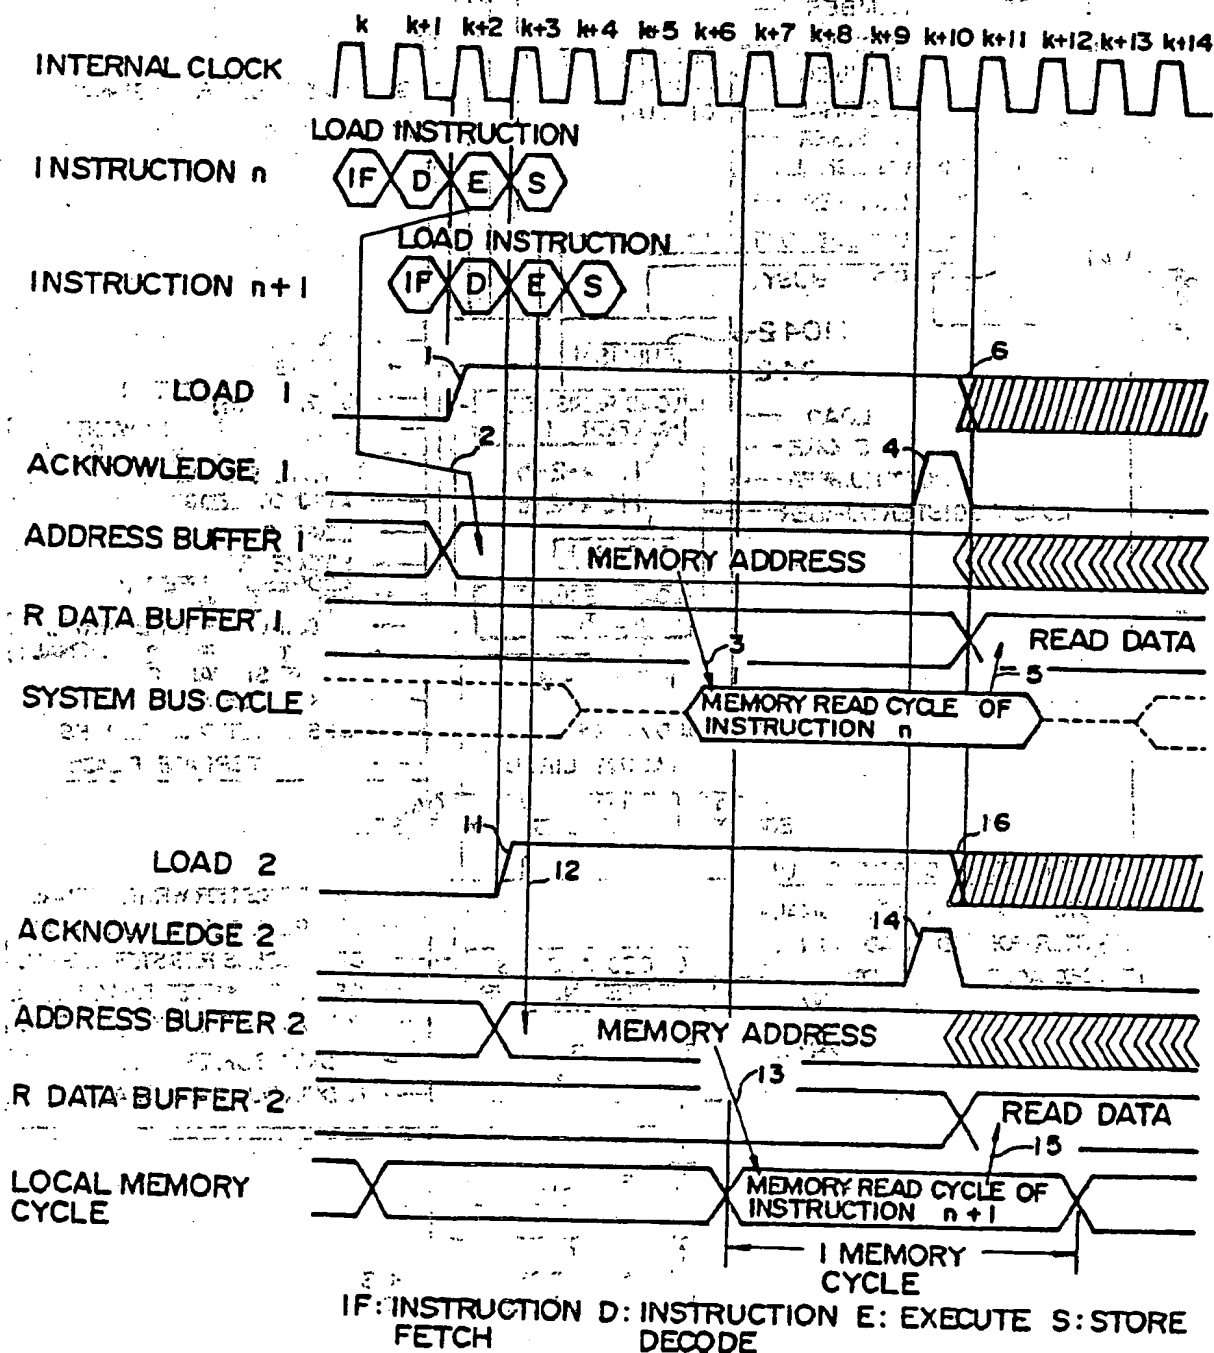 k k+1 k+2 k+3 k+4 k+5 k+6 k+7 k+8 k+9 k+10 k+11 k+12 k+13 k+14
INTERNAL CLOCK
LOAD INSTRUCTION
INSTRUCTION n
IF D E S
LOAD INSTRUCTION
INSTRUCTION n+1
IF D E S
1
6
LOAD 1
2
4
ACKNOWLEDGE 1
ADDRESS BUFFER 1
MEMORY ADDRESS
R DATA BUFFER 1
3
READ DATA
5
SYSTEM BUS CYCLE
MEMORY READ CYCLE OF
INSTRUCTION n
11
16
LOAD 2
12
14
ACKNOWLEDGE 2
ADDRESS BUFFER 2
MEMORY ADDRESS
13
R DATA BUFFER 2
READ DATA
15
LOCAL MEMORY
CYCLE
MEMORY READ CYCLE OF
INSTRUCTION n+1
1 MEMORY
CYCLE
IF: INSTRUCTION D: INSTRUCTION E: EXECUTE S: STORE
FETCH DECODE